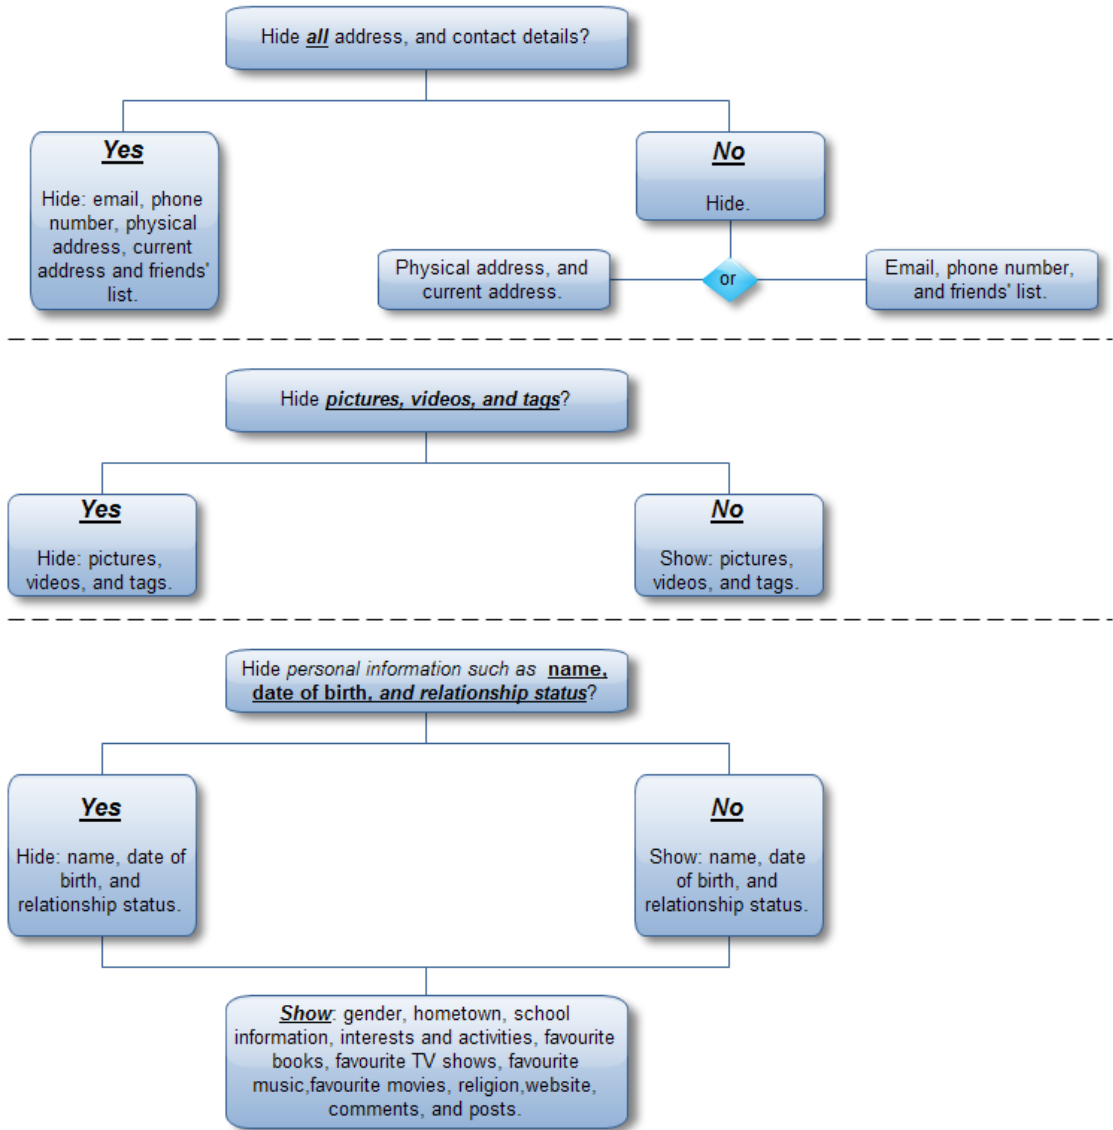 Hide all address, and contact details?
Yes
Hide: email, phone
number, physical
address, current
address and friends'
list.
No
Hide.
Physical address, and
current address.
or
Email, phone number,
and friends' list.
Hide pictures, videos, and tags?
Yes
Hide: pictures,
videos, and tags.
No
Show: pictures,
videos, and tags.
Hide personal information such as name,
date of birth, and relationship status?
Yes
Hide: name, date of
birth, and
relationship status.
No
Show: name, date
of birth, and
relationship status.
Show: gender, hometown, school
information, interests and activities, favourite
books, favourite TV shows, favourite
music,favourite movies, religion,website,
comments, and posts.